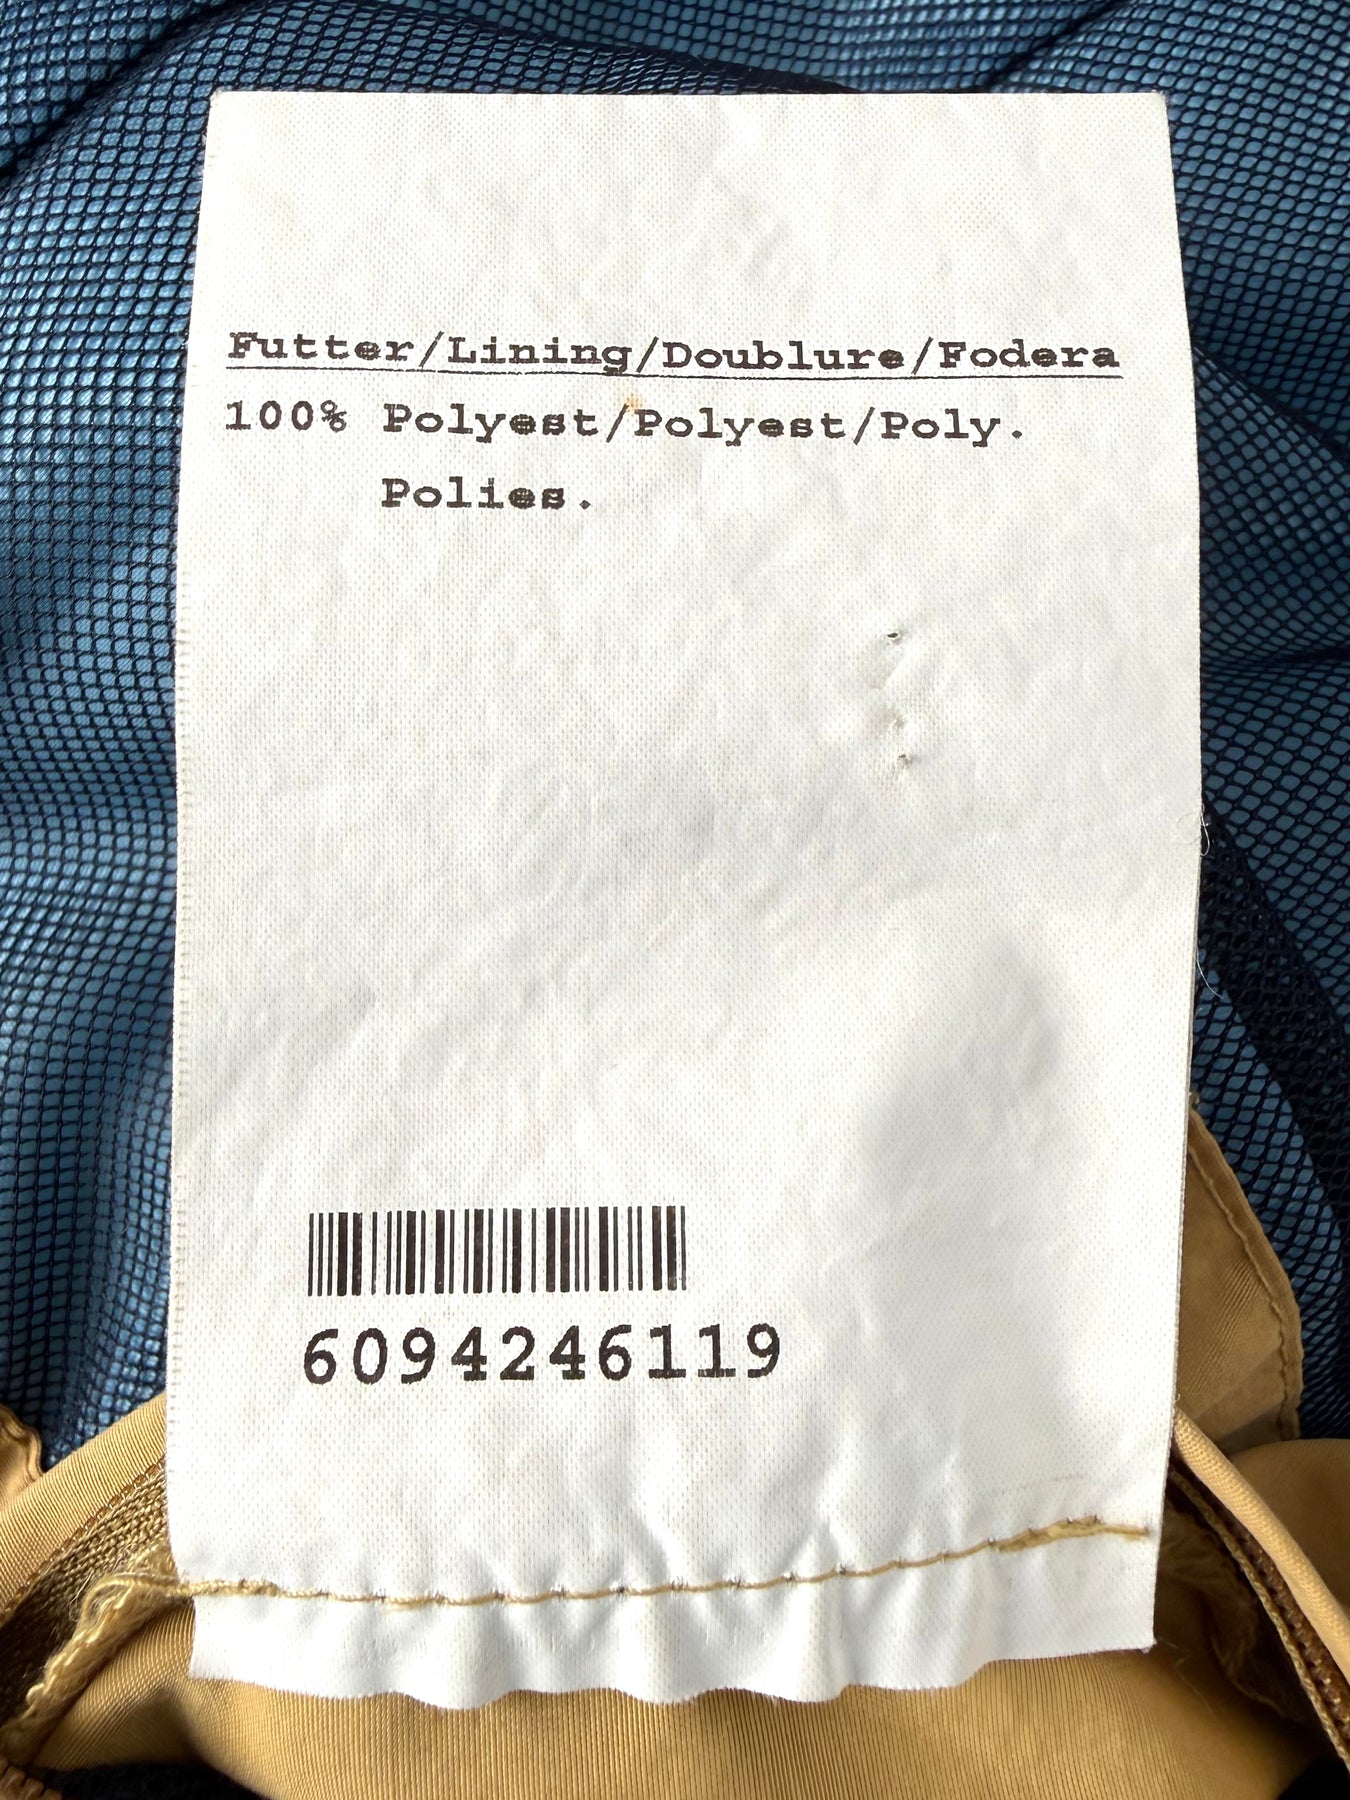 Futter/Lining/Doublure/Fodera
100% Polyest/Polyest/Poly.
Polies.
6094246119